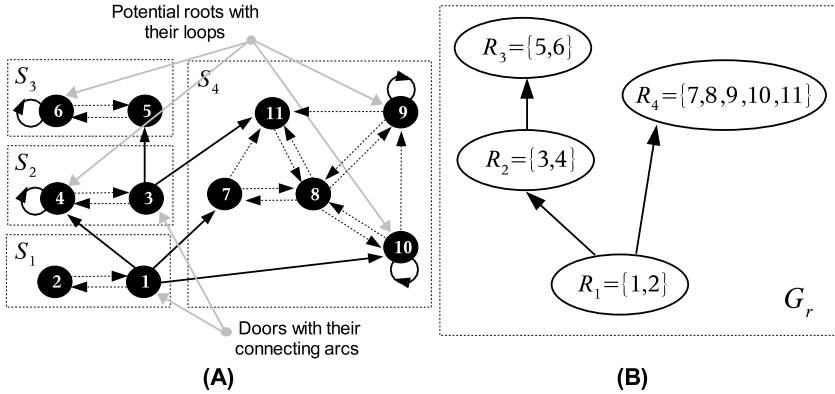 Potential roots with
their loops
S3
6
5
S4
11
9
S2
4
3
7
8
S1
2
1
10
Doors with their
connecting arcs
(A)
R3={5,6}
R4={7,8,9,10,11}
R2={3,4}
R1={1,2}
Gr
(B)